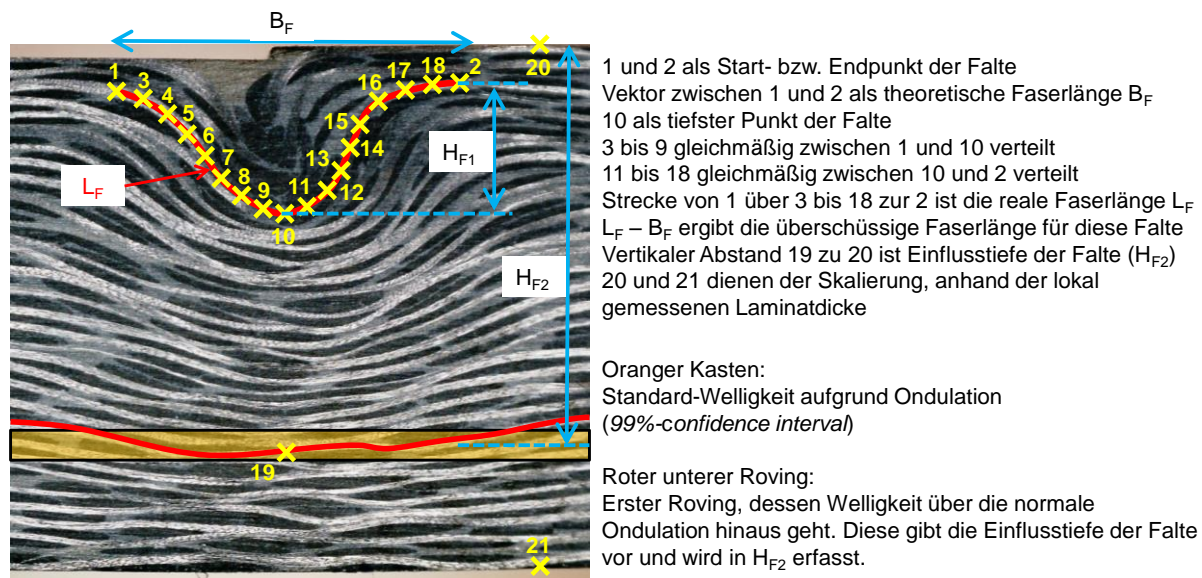 B_F
1
3
4
5
6
7
8
9
10
11
12
13
14
15
16
17
18
2
20
H_F1
L_F
H_F2
19
21
1 und 2 als Start- bzw. Endpunkt der Falte
Vektor zwischen 1 und 2 als theoretische Faserlänge B_F
10 als tiefster Punkt der Falte
3 bis 9 gleichmäßig zwischen 1 und 10 verteilt
11 bis 18 gleichmäßig zwischen 10 und 2 verteilt
Strecke von 1 über 3 bis 18 zur 2 ist die reale Faserlänge L_F
L_F – B_F ergibt die überschüssige Faserlänge für diese Falte
Vertikaler Abstand 19 zu 20 ist Einflusstiefe der Falte (H_F2)
20 und 21 dienen der Skalierung, anhand der lokal
gemessenen Laminatdicke
Oranger Kasten:
Standard-Welligkeit aufgrund Ondulation
(99%-confidence interval)
Roter unterer Roving:
Erster Roving, dessen Welligkeit über die normale
Ondulation hinaus geht. Diese gibt die Einflusstiefe der Falte
vor und wird in H_F2 erfasst.